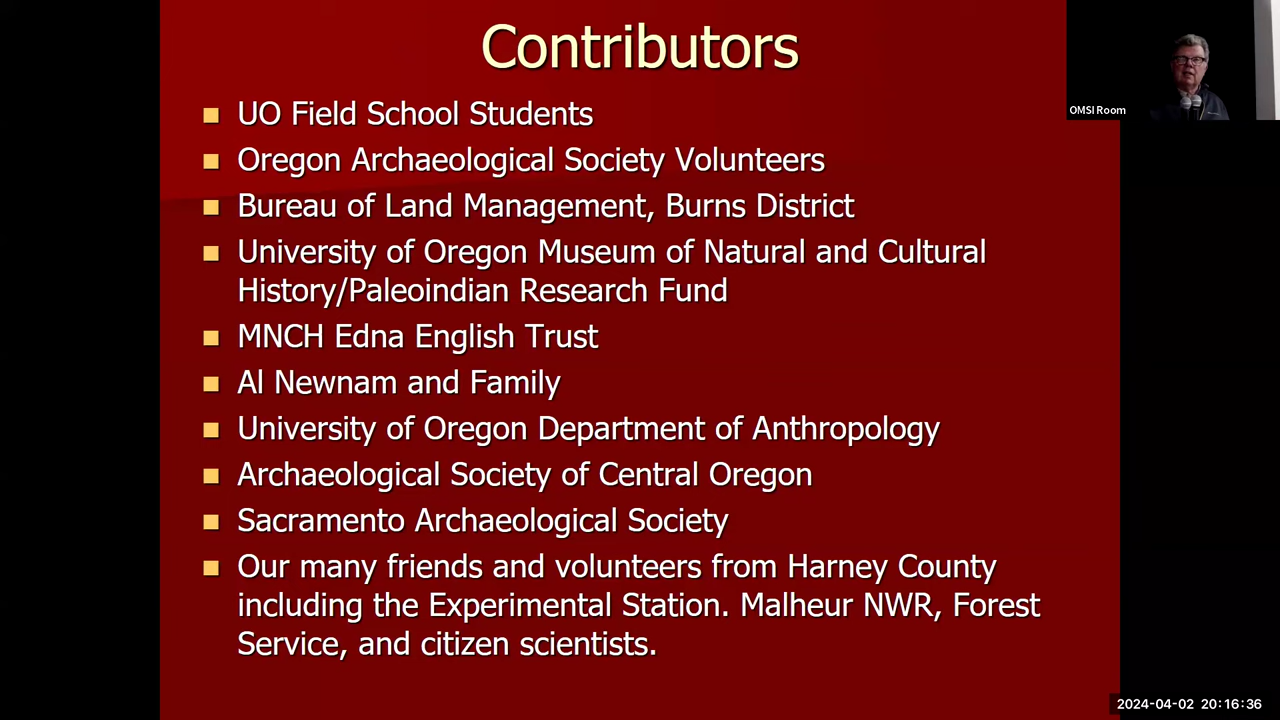 Contributors
OMSI Room
UO Field School Students
Oregon Archaeological Society Volunteers
Bureau of Land Management, Burns District
University of Oregon Museum of Natural and Cultural
History/Paleoindian Research Fund
MNCH Edna English Trust
Al Newnam and Family
University of Oregon Department of Anthropology
Archaeological Society of Central Oregon
Sacramento Archaeological Society
Our many friends and volunteers from Harney County
including the Experimental Station. Malheur NWR, Forest
Service, and citizen scientists.
2024-04-02 20:16:36